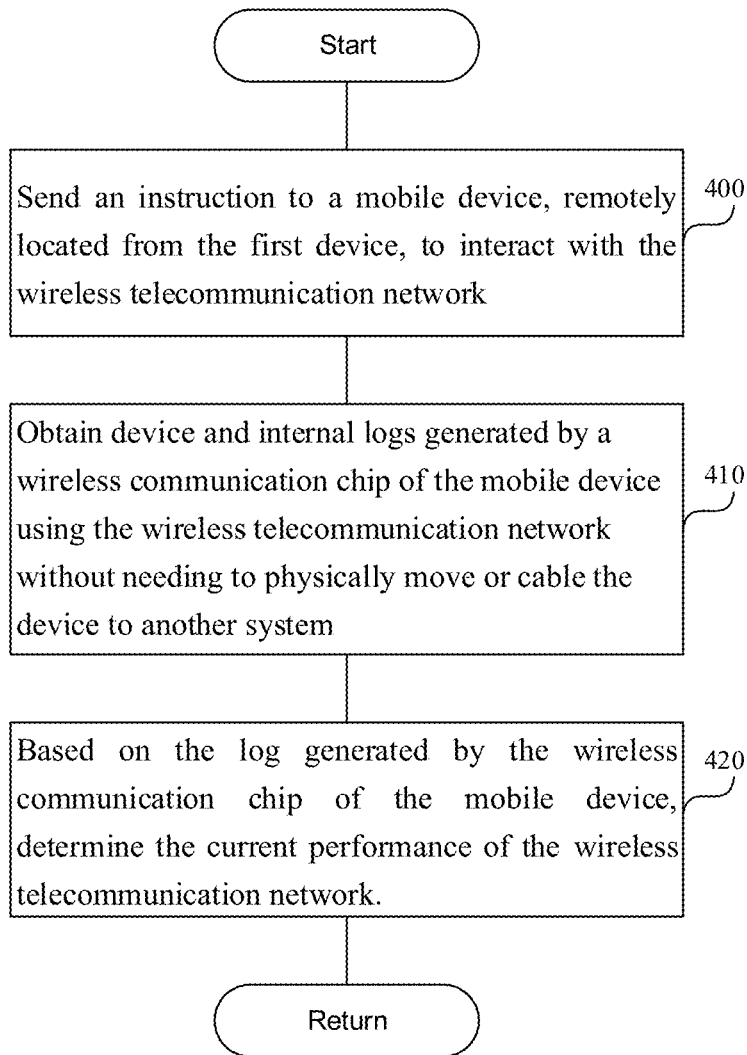 Start
Send an instruction to a mobile device, remotely
located from the first device, to interact with the
wireless telecommunication network
400
Obtain device and internal logs generated by a
wireless communication chip of the mobile device
using the wireless telecommunication network
without needing to physically move or cable the
device to another system
410
Based on the log generated by the wireless
communication chip of the mobile device,
determine the current performance of the wireless
telecommunication network.
420
Return